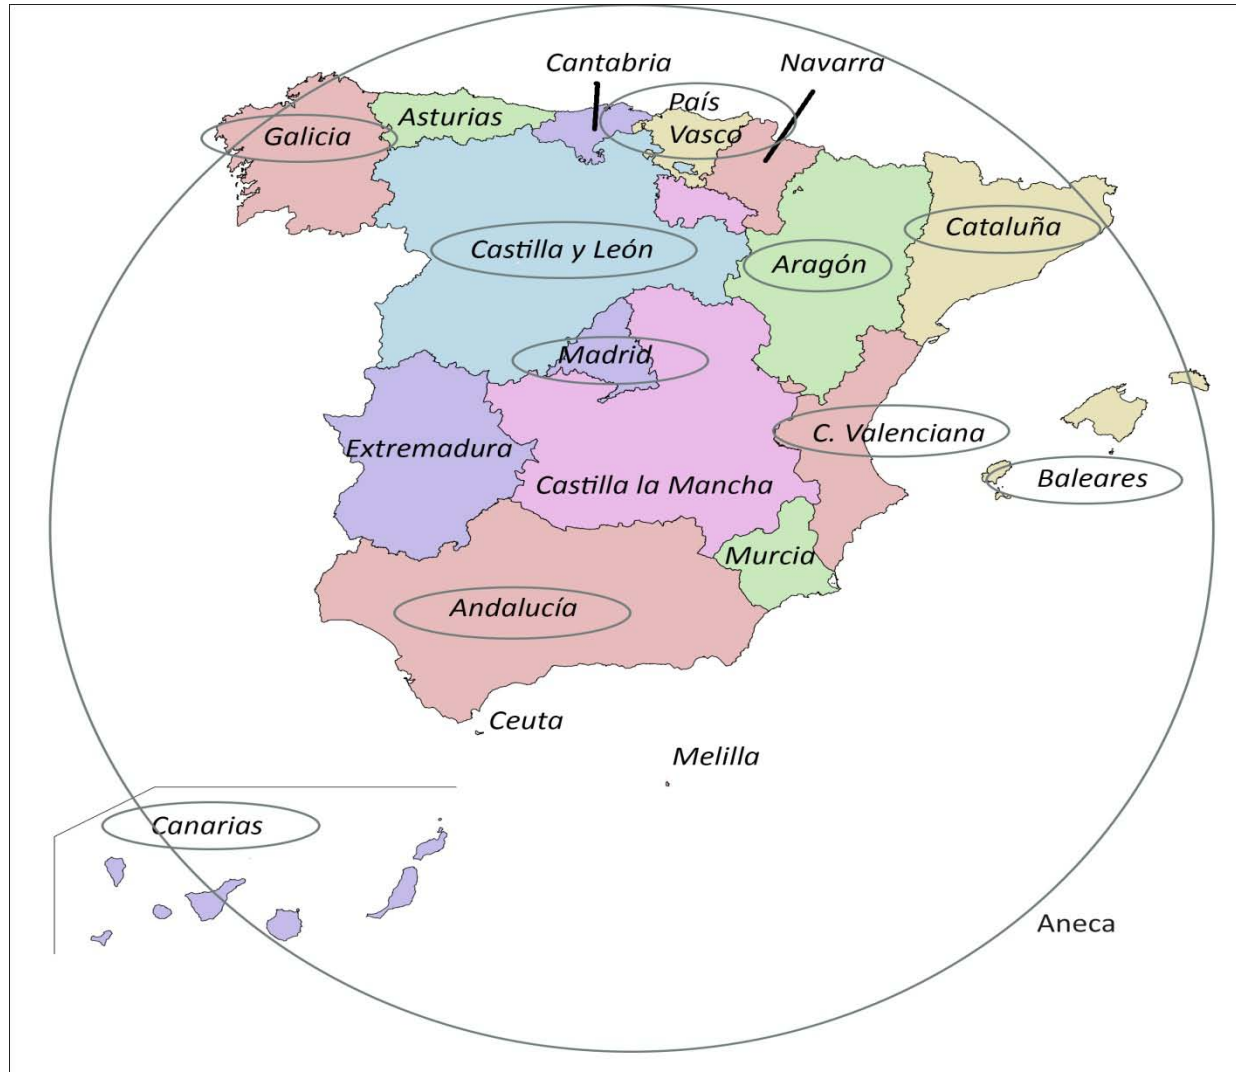 Cantabria
Navarra
País
Vasco
Asturias
Galicia
Cataluña
Castilla y León
Aragón
Madrid
C. Valenciana
Extremadura
Baleares
Castilla la Mancha
Murcia
Andalucía
Ceuta
Melilla
Canarias
Aneca